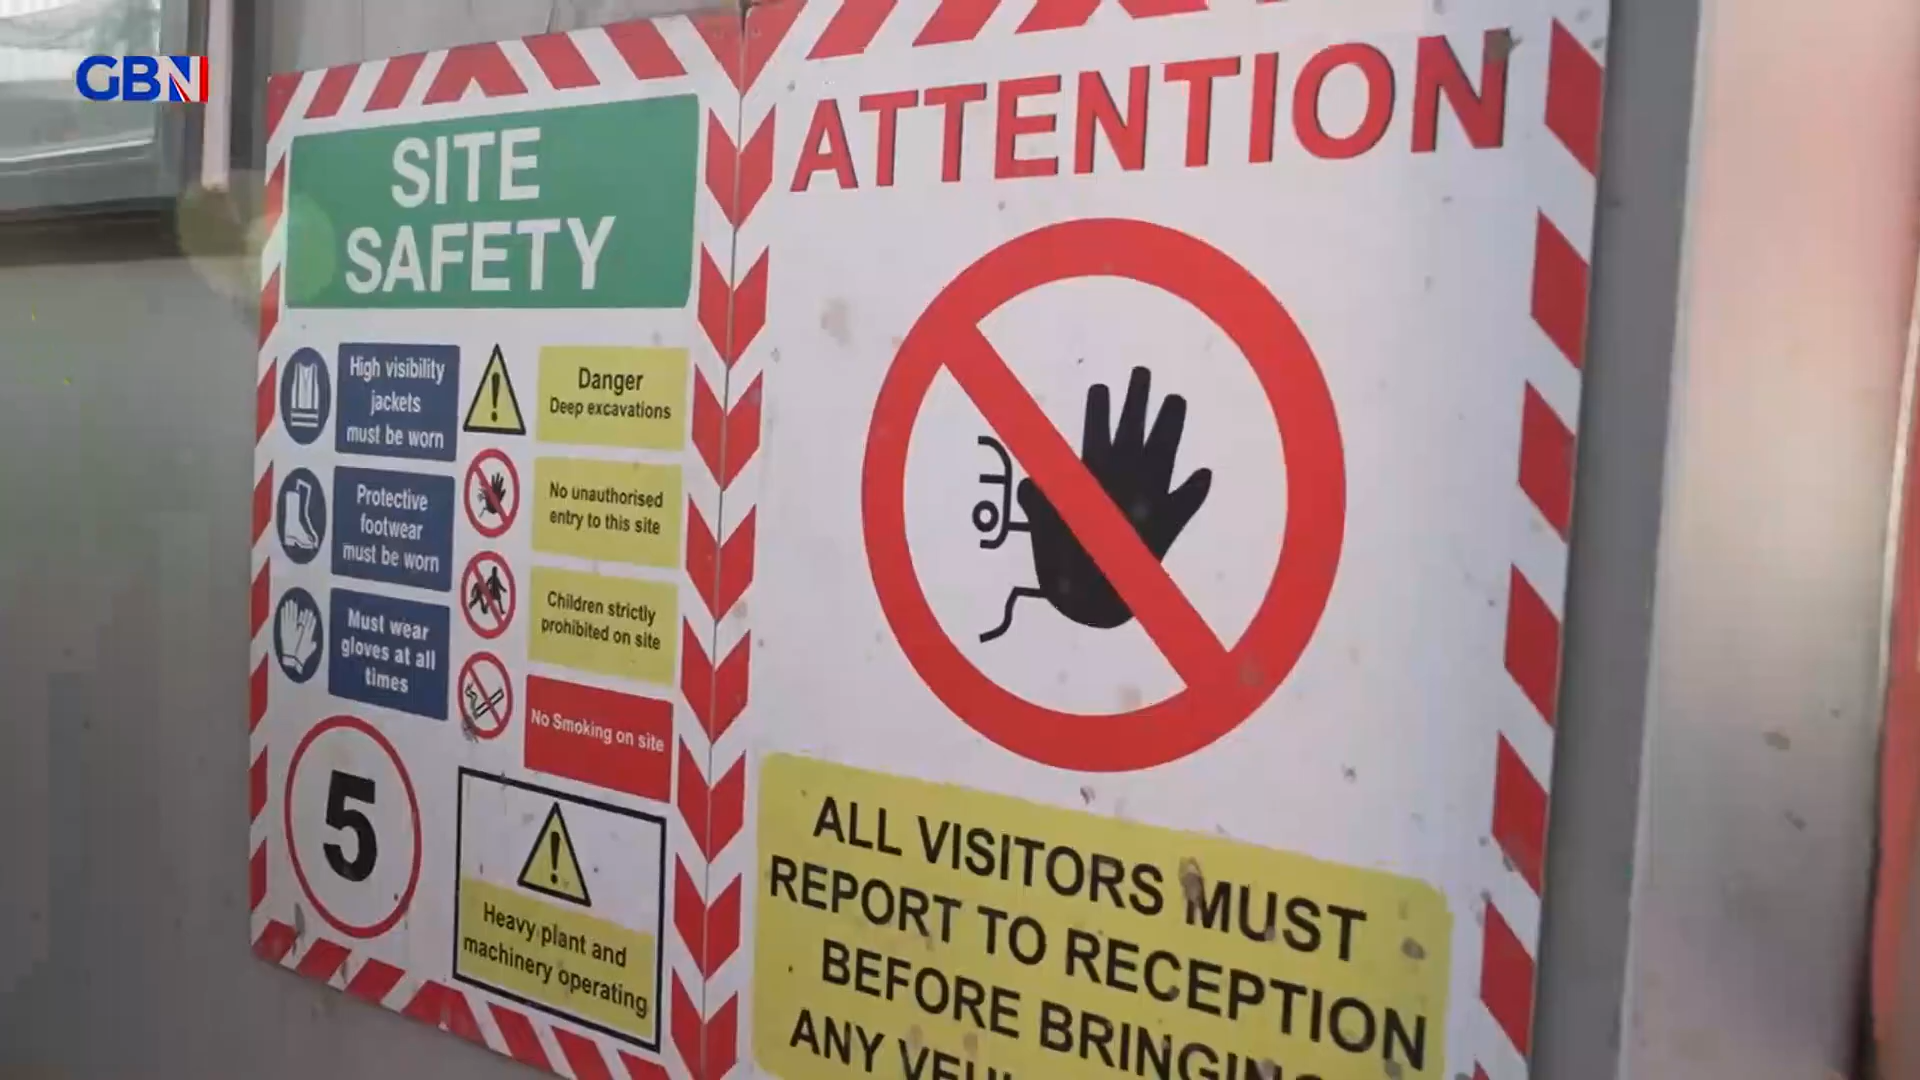 GBN
SITE
SAFETY
High visibility
jackets
must be worn
Danger
Deep excavations
Protective
footwear
must be worn
No unauthorised
entry to this site
Must wear
gloves at all
times
Children strictly
prohibited on site
No Smoking on site
5
Heavy plant and
machinery operating
ATTENTION
ALL VISITORS MUST
REPORT TO RECEPTION
BEFORE BRINGING
ANY